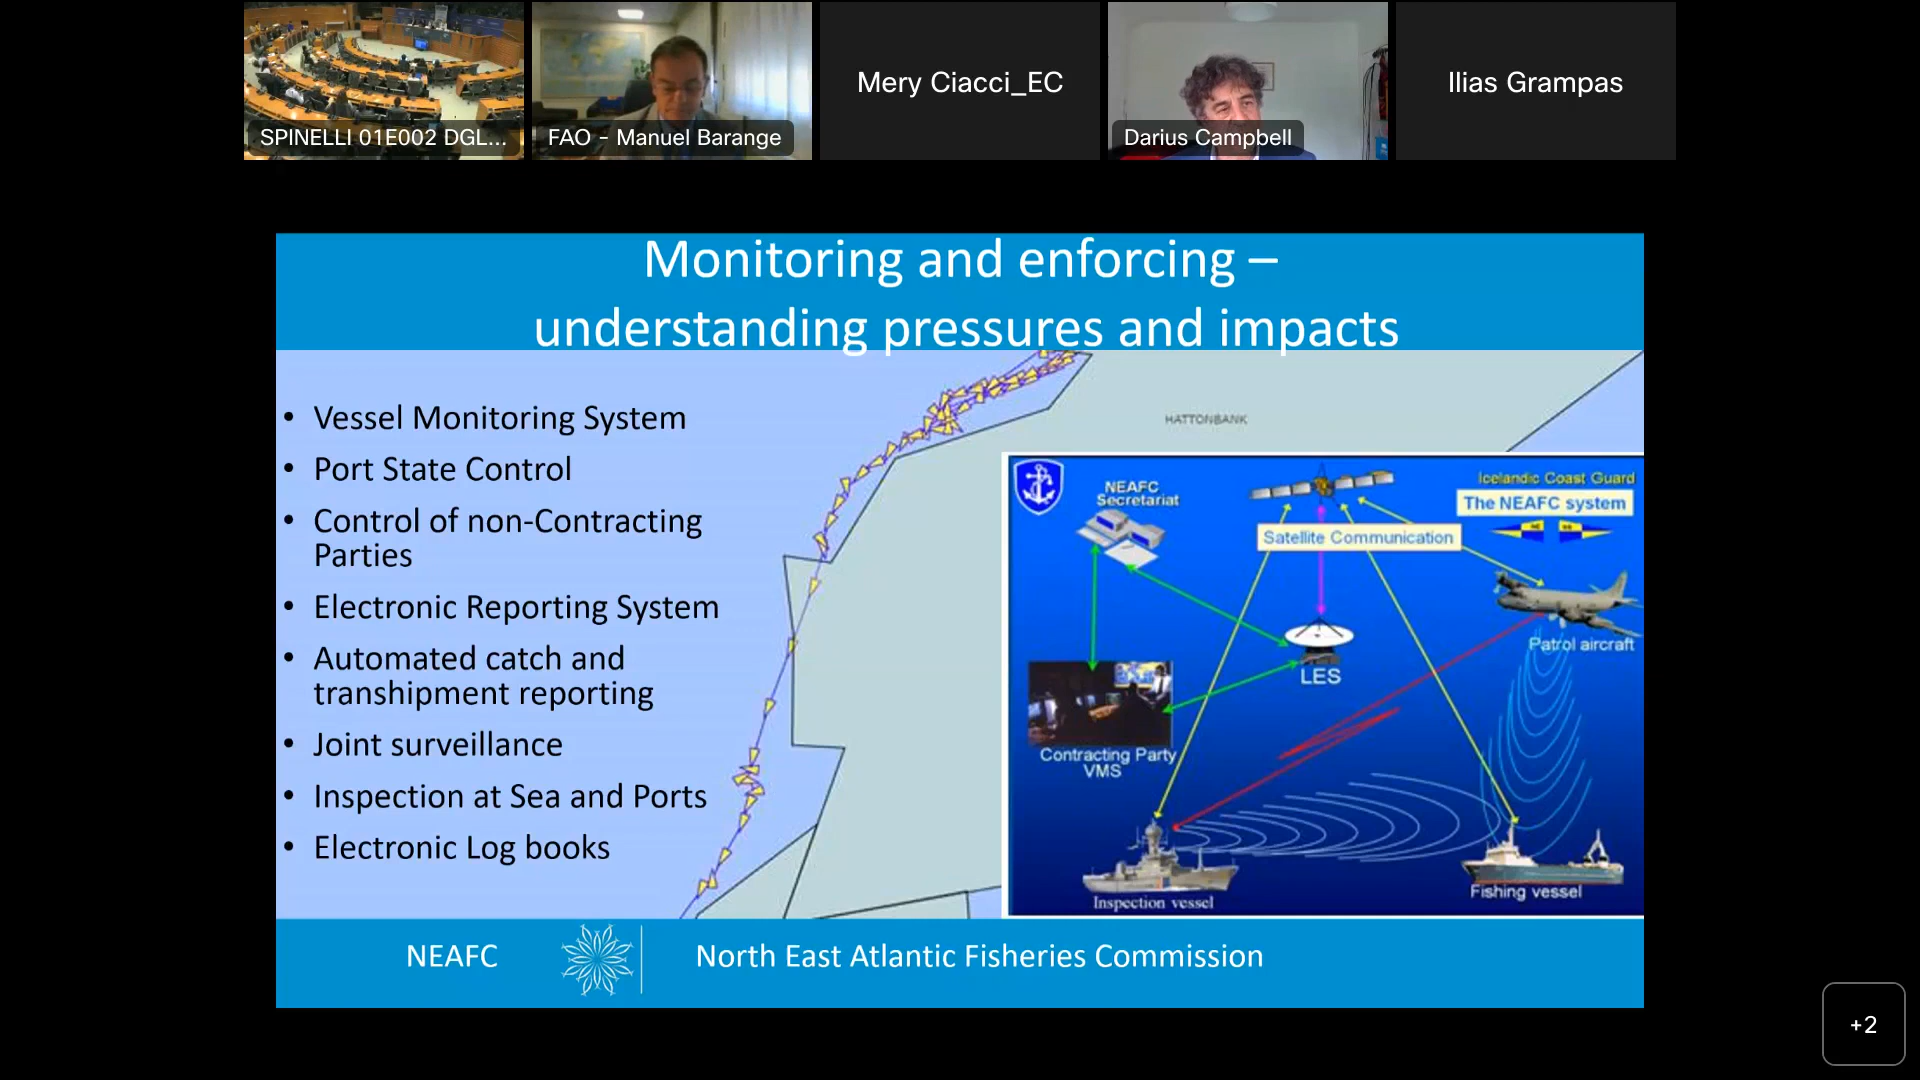 SPINELLI 01E002 DGL...
FAO - Manuel Barange
Mery Ciacci_EC
Darius Campbell
Ilias Grampas
Monitoring and enforcing –
understanding pressures and impacts
• Vessel Monitoring System
• Port State Control
• Control of non-Contracting
Parties
• Electronic Reporting System
• Automated catch and
transhipment reporting
• Joint surveillance
• Inspection at Sea and Ports
• Electronic Log books
HATTONBANK
NEAFC
Secretariat
Icelandic Coast Guard
The NEAFC system
Satellite Communication
Patrol aircraft
LES
Contracting Party
VMS
Inspection vessel
Fishing vessel
NEAFC
North East Atlantic Fisheries Commission
+2